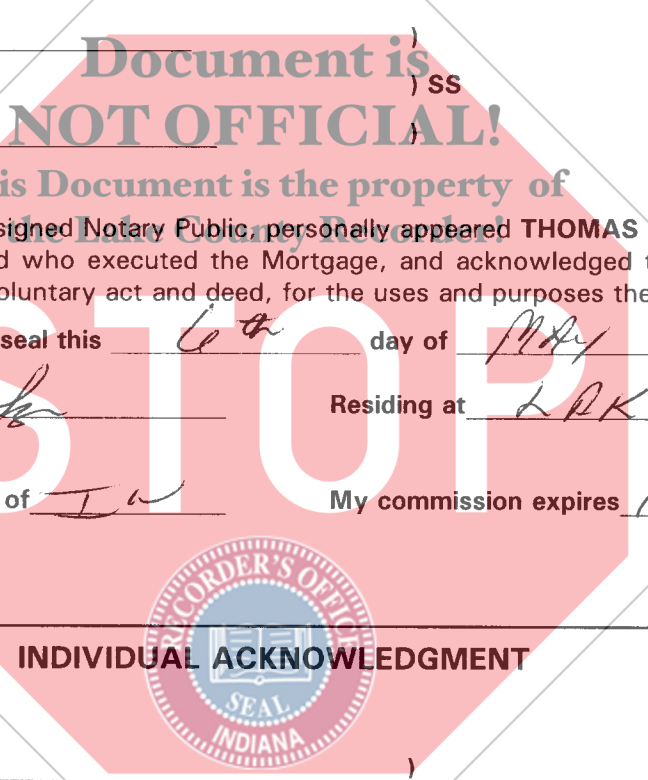 )
Document is
) SS
NOT OFFICIAL!
)
is Document is the property of
the Lake County Recorder!
signed Notary Public, personally appeared THOMAS
d who executed the Mortgage, and acknowledged t
oluntary act and deed, for the uses and purposes the
seal this 6th day of May
STOP
Residing at LAK
of IN My commission expires
RECORDER'S OFFICE
INDIVIDUAL ACKNOWLEDGMENT
SEAL
INDIANA
)